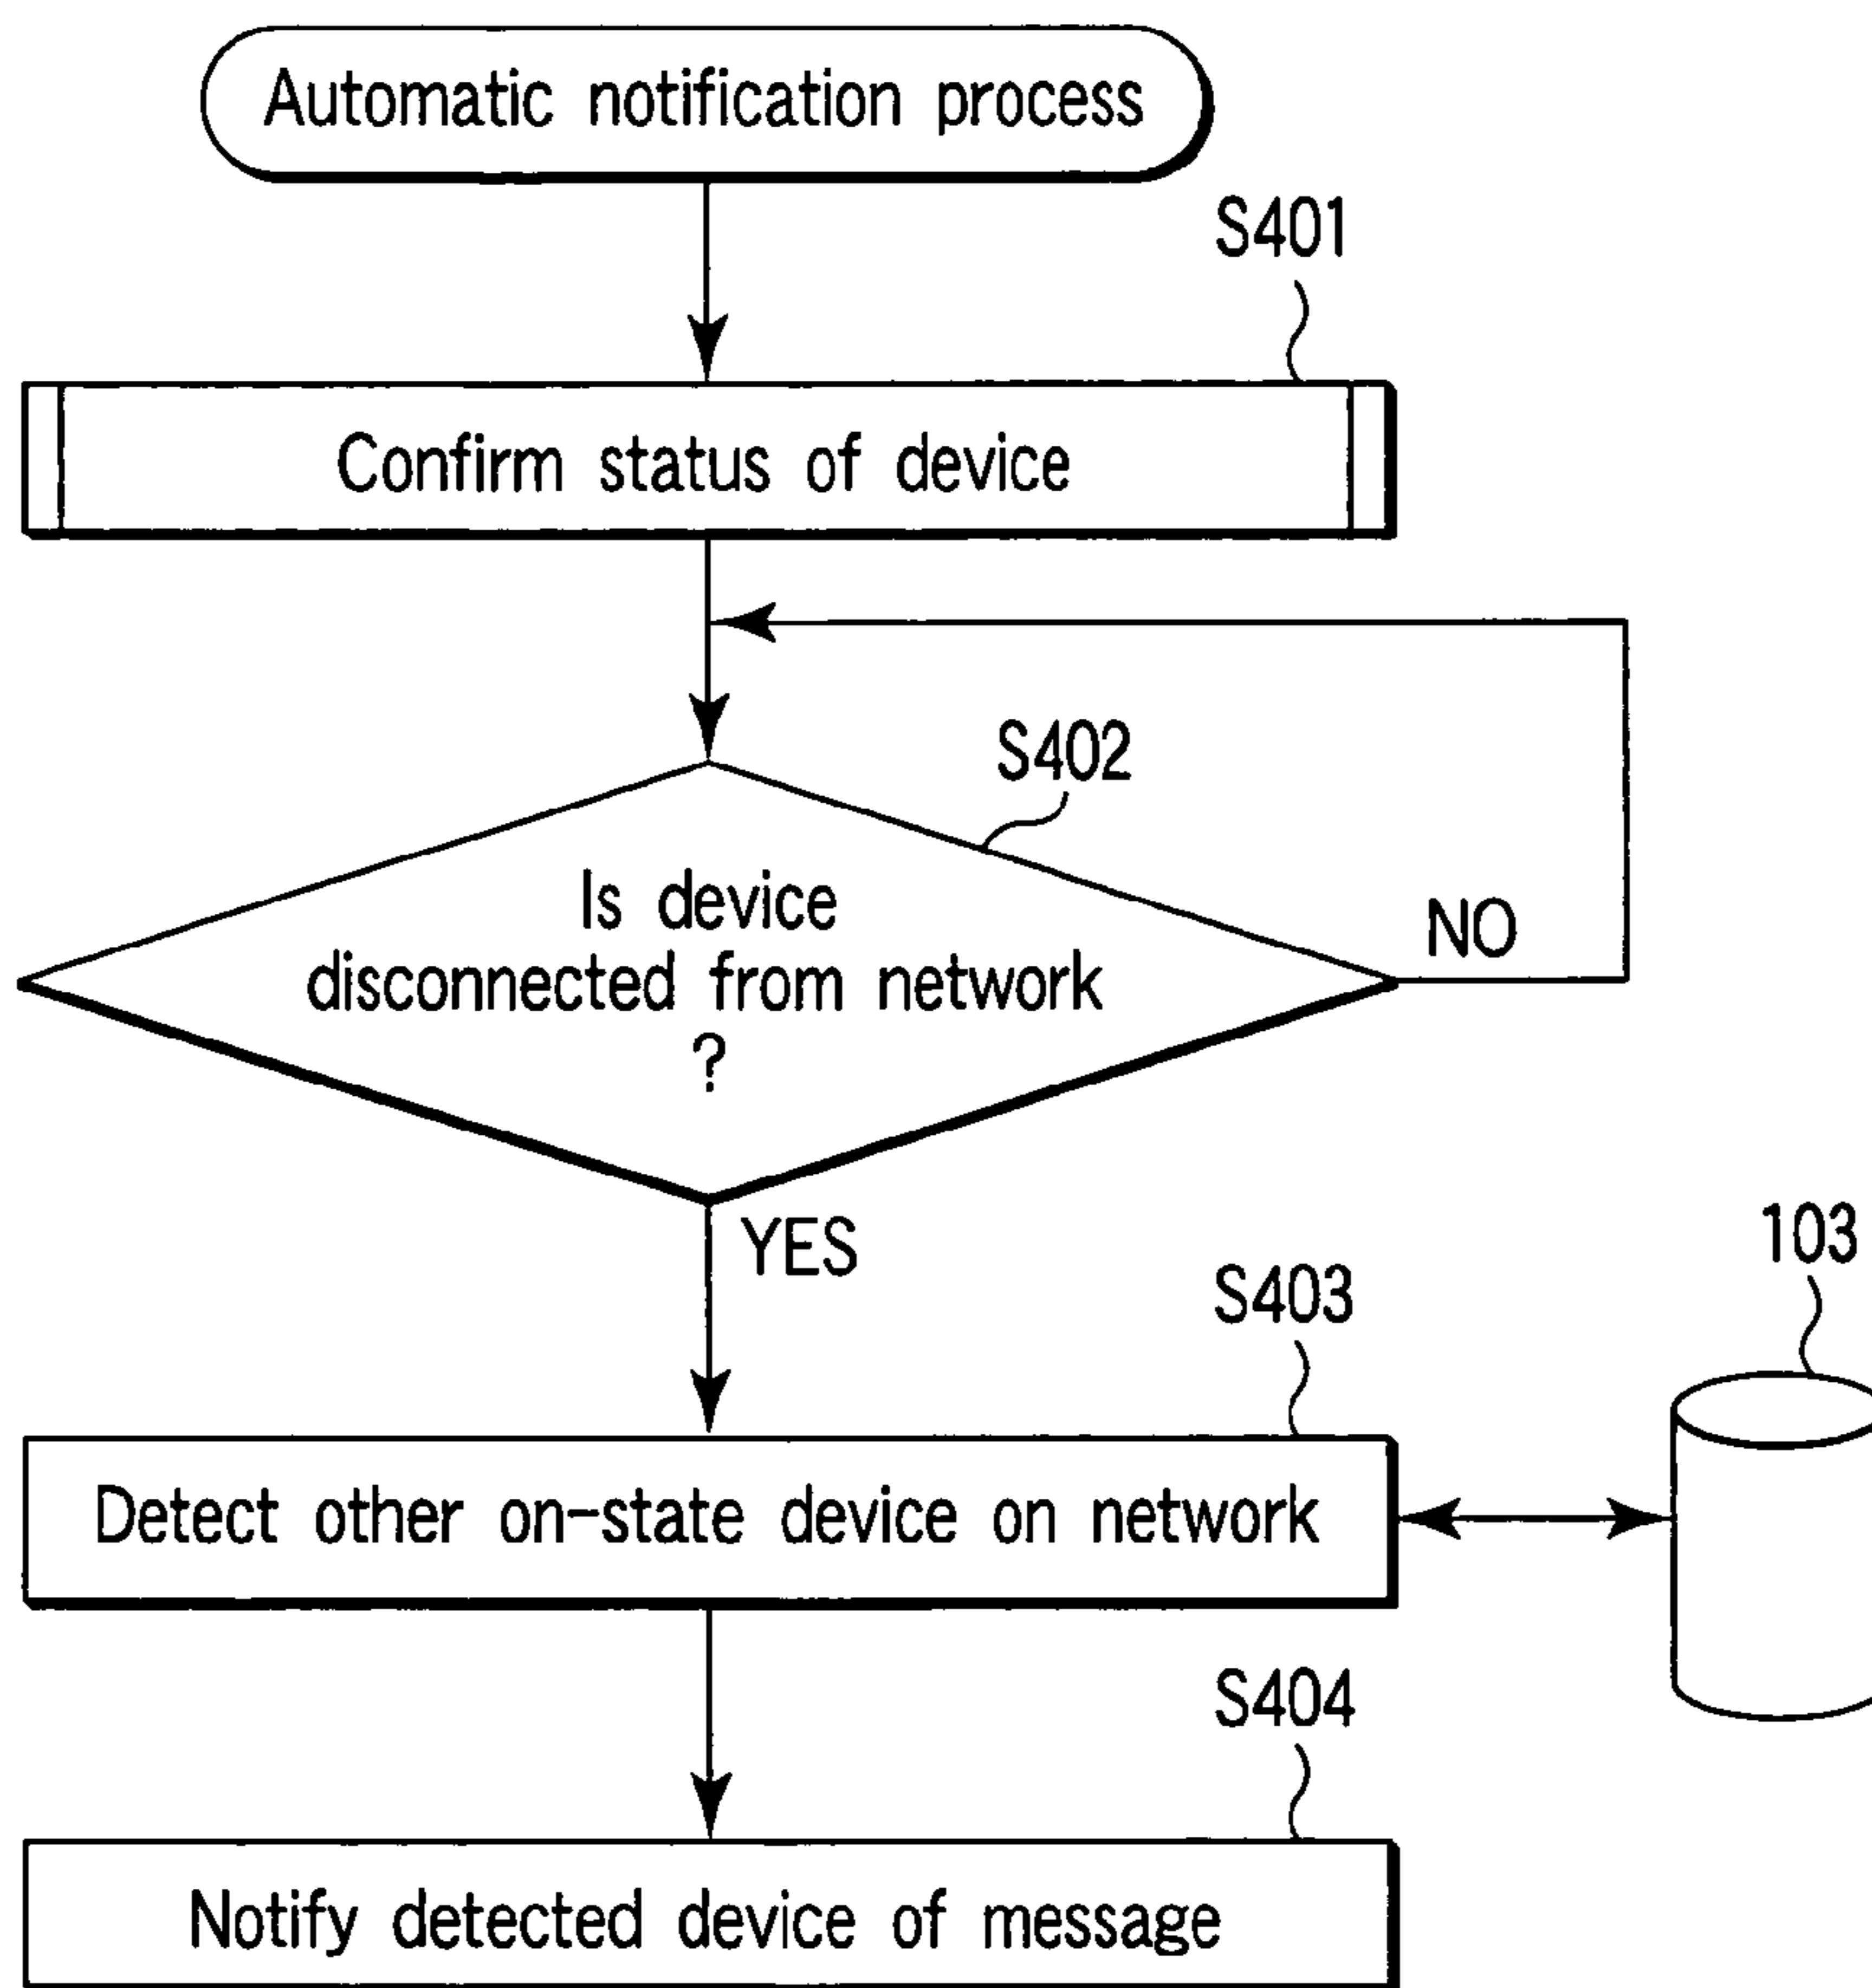 Automatic notification process
S401
Confirm status of device
S402
Is device
disconnected from network
?
NO
YES
103
S403
Detect other on-state device on network
S404
Notify detected device of message